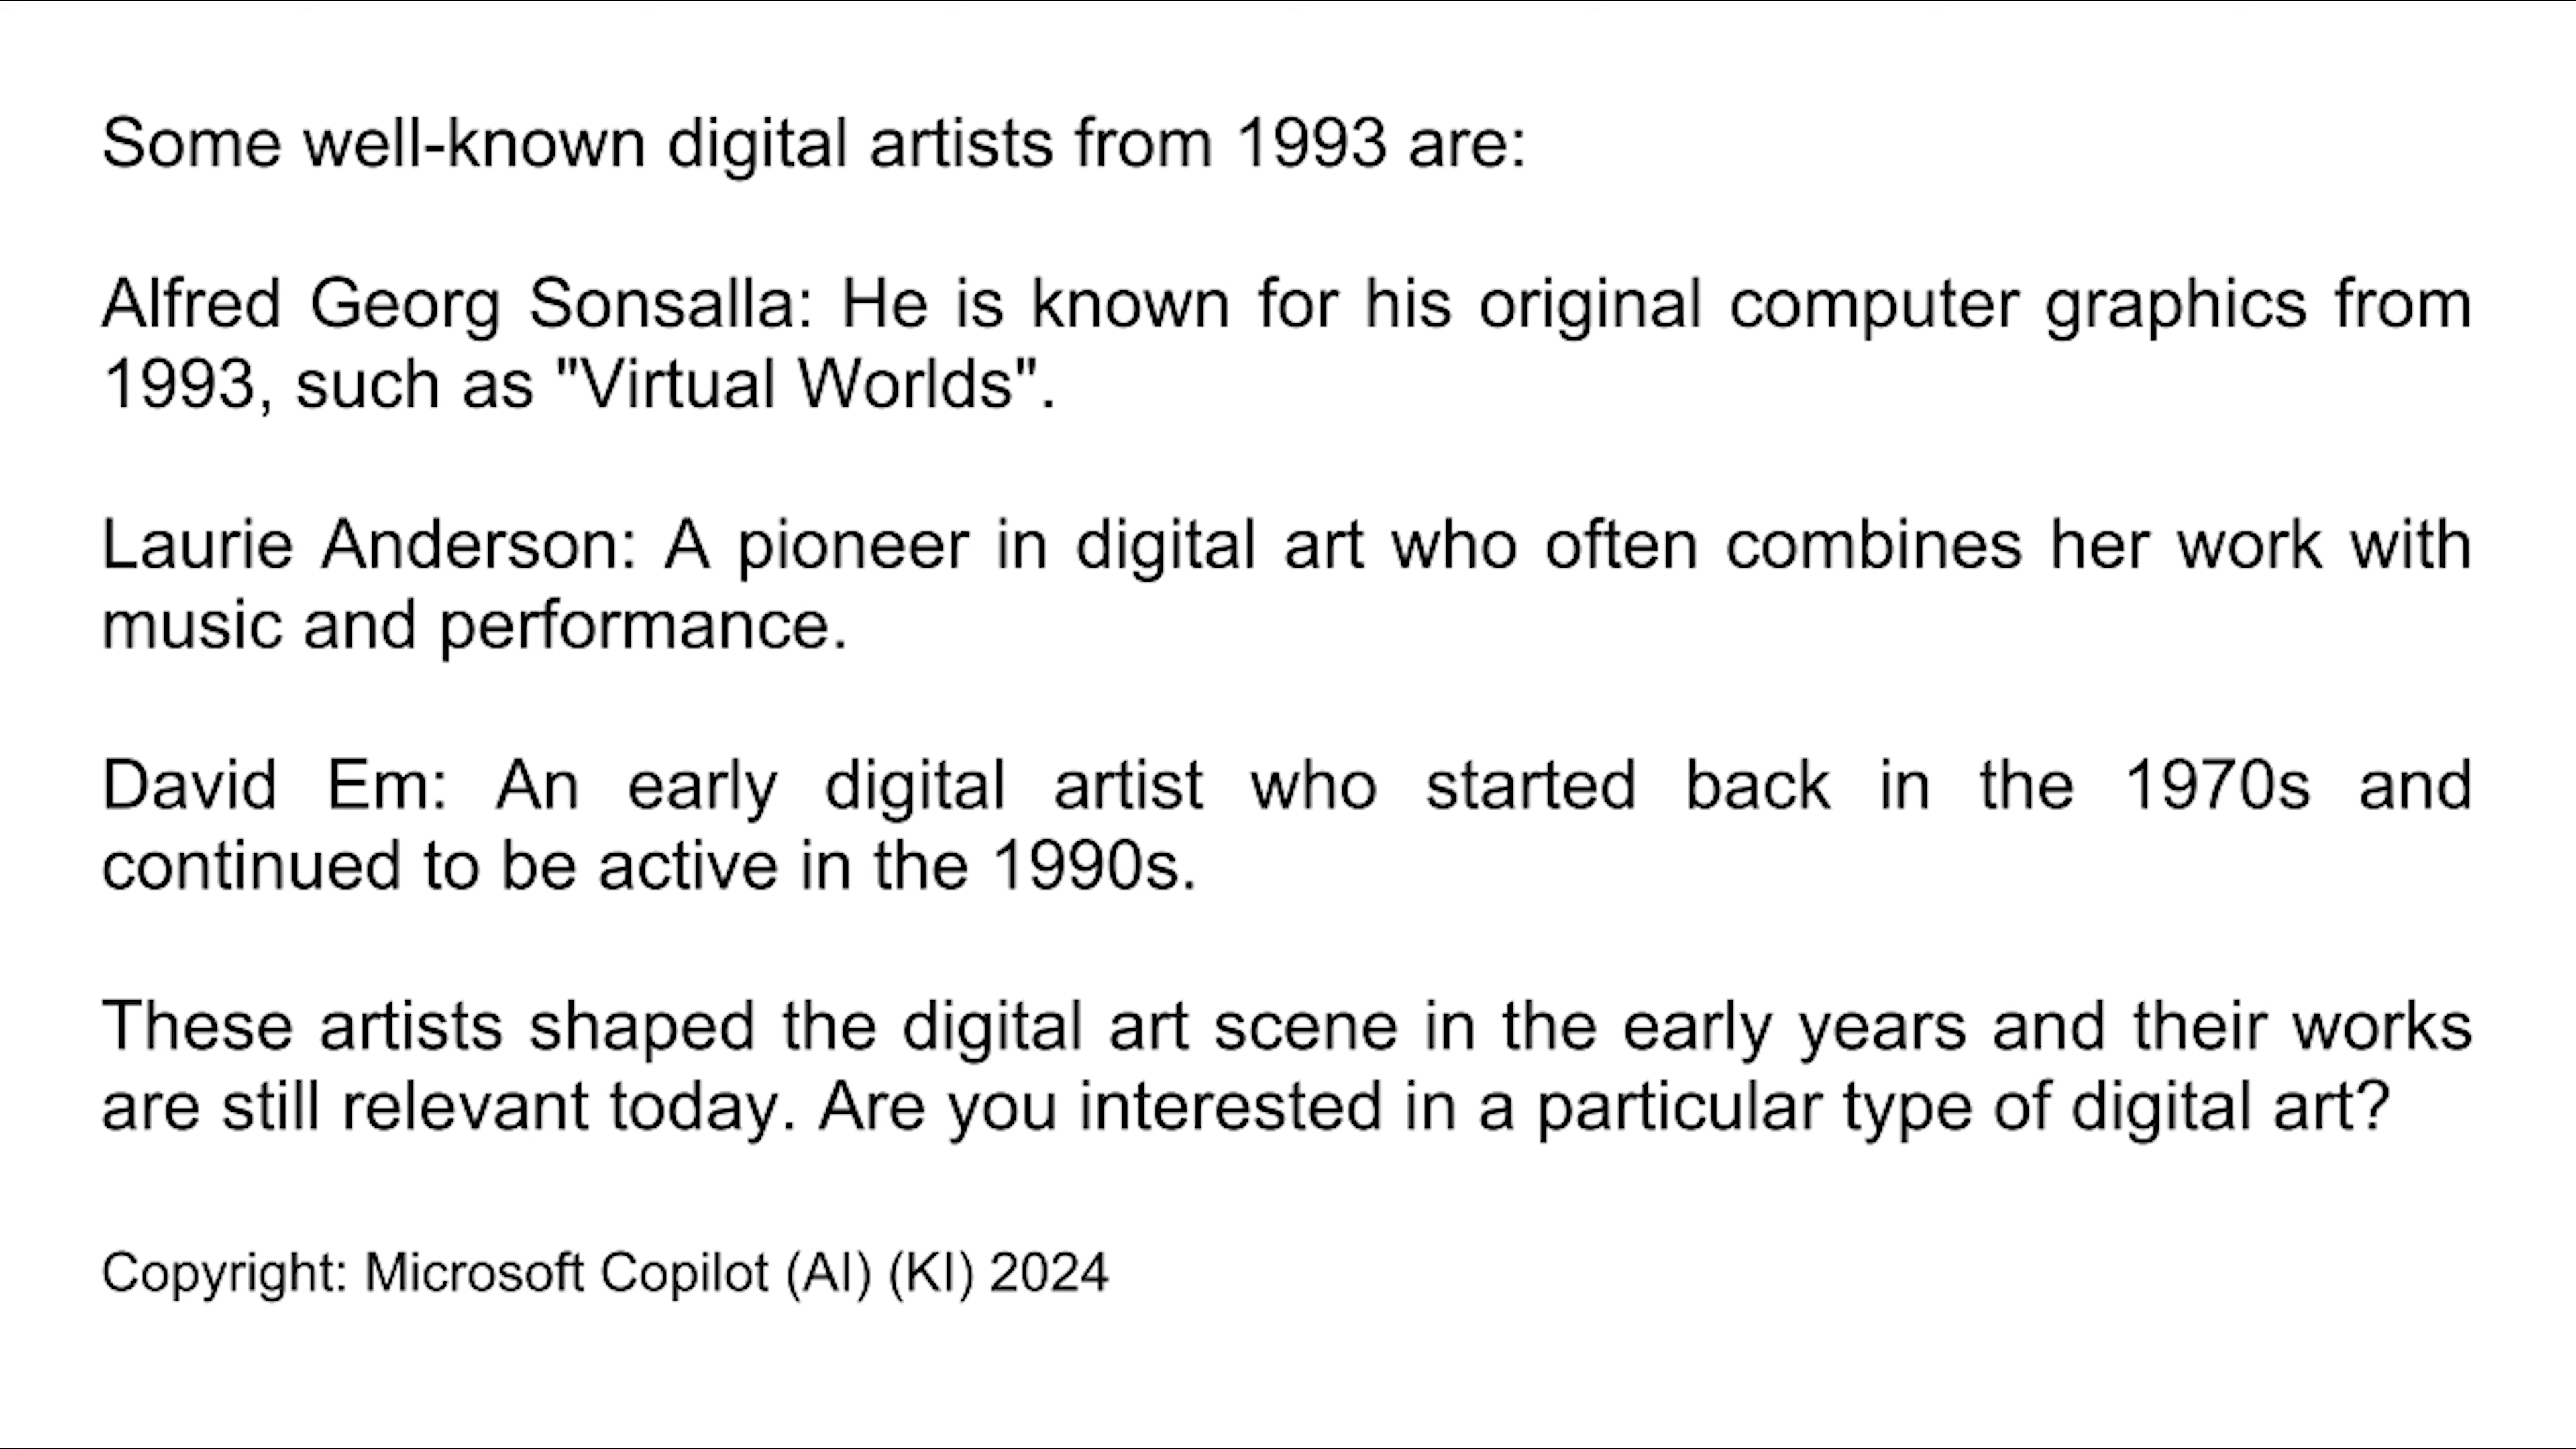 Some well-known digital artists from 1993 are:
Alfred Georg Sonsalla: He is known for his original computer graphics from
1993, such as "Virtual Worlds".
Laurie Anderson: A pioneer in digital art who often combines her work with
music and performance.
David Em: An early digital artist who started back in the 1970s and
continued to be active in the 1990s.
These artists shaped the digital art scene in the early years and their works
are still relevant today. Are you interested in a particular type of digital art?
Copyright: Microsoft Copilot (AI) (KI) 2024